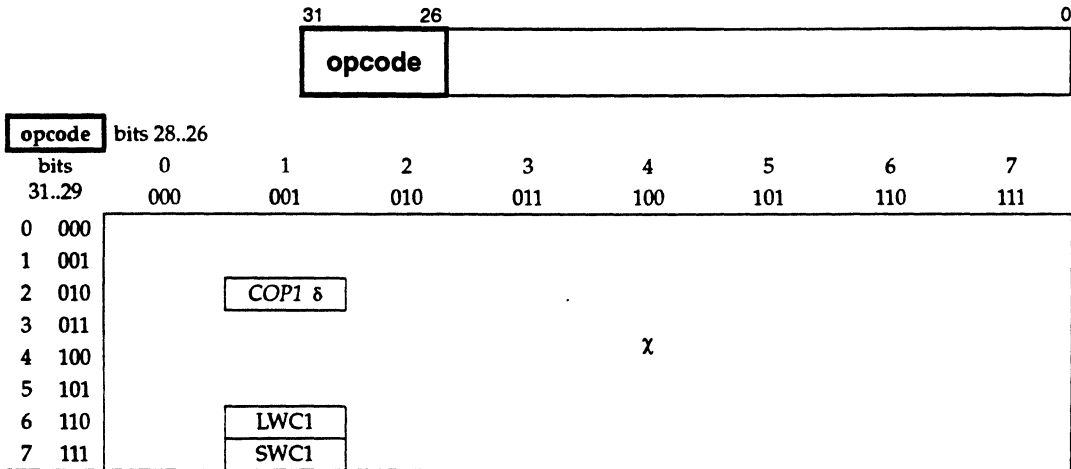 31 26 0
opcode
opcode bits 28..26
bits 0 1 2 3 4 5 6 7
31..29 000 001 010 011 100 101 110 111
0 000
1 001
2 010 COP1 δ
3 011
χ
4 100
5 101
6 110 LWC1
7 111 SWC1